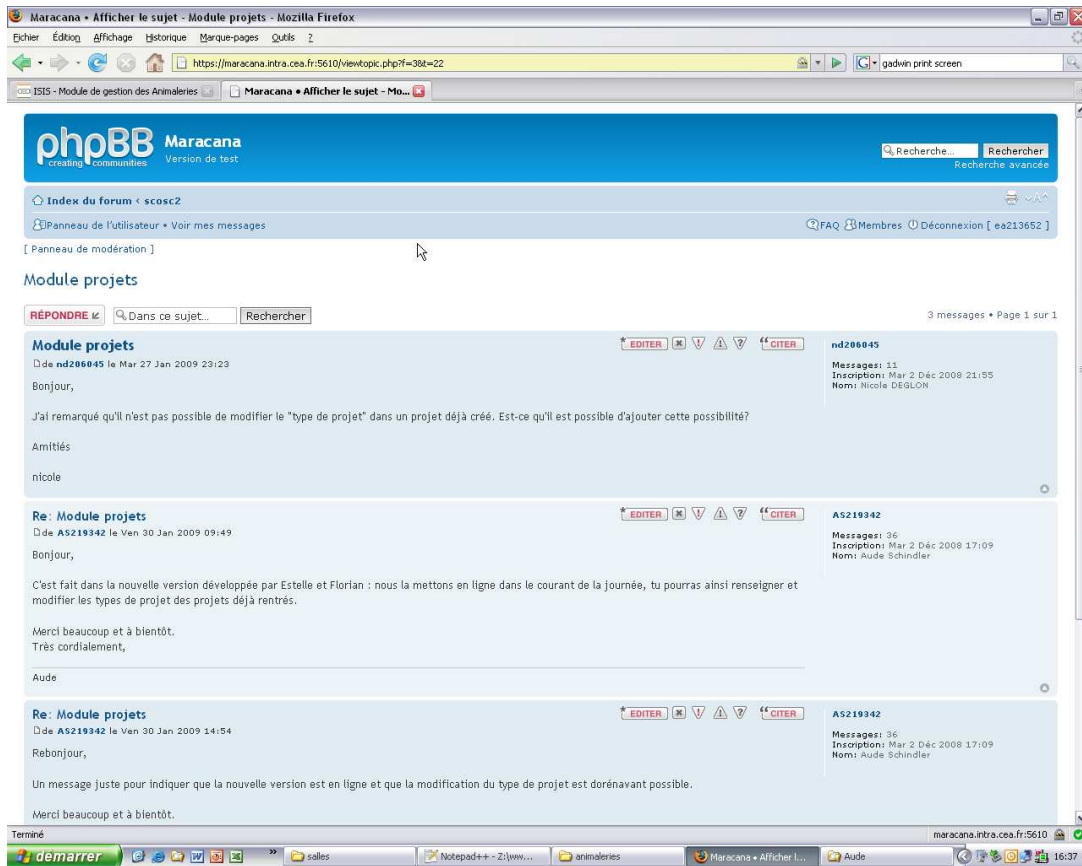 Maracana • Afficher le sujet - Module projets - Mozilla Firefox
Fichier Édition Affichage Historique Marque-pages Outils ?
https://maracana.intra.cea.fr:5610/viewtopic.php?f=3&t=22
gadwin print screen
ISIS - Module de gestion des Animaleries
Maracana • Afficher le sujet - Mo...
phpBB
creating communities
Maracana
Version de test
Recherche... Rechercher
Recherche avancée
Index du forum ‹ scosc2
Panneau de l'utilisateur • Voir mes messages
FAQ Membres Déconnexion [ ea213652 ]
[ Panneau de modération ]
Module projets
RÉPONDRE Dans ce sujet... Rechercher
3 messages • Page 1 sur 1
Module projets
EDITER CITER
de nd206045 le Mar 27 Jan 2009 23:23
Bonjour,
J'ai remarqué qu'il n'est pas possible de modifier le "type de projet" dans un projet déjà créé. Est-ce qu'il est possible d'ajouter cette possibilité?
Amitiés
nicole
nd206045
Messages: 11
Inscription: Mar 2 Déc 2008 21:55
Nom: Nicole DEGLON
Re: Module projets
EDITER CITER
de AS219342 le Ven 30 Jan 2009 09:49
Bonjour,
C'est fait dans la nouvelle version développée par Estelle et Florian : nous la mettons en ligne dans le courant de la journée, tu pourras ainsi renseigner et
modifier les types de projet des projets déjà rentrés.
Merci beaucoup et à bientôt.
Très cordialement,
Aude
AS219342
Messages: 36
Inscription: Mar 2 Déc 2008 17:09
Nom: Aude Schindler
Re: Module projets
EDITER CITER
de AS219342 le Ven 30 Jan 2009 14:54
Rebonjour,
Un message juste pour indiquer que la nouvelle version est en ligne et que la modification du type de projet est dorénavant possible.
Merci beaucoup et à bientôt.
AS219342
Messages: 36
Inscription: Mar 2 Déc 2008 17:09
Nom: Aude Schindler
Terminé
maracana.intra.cea.fr:5610
démarrer
salles
Notepad++ - Z:\ww...
animaleries
Maracana • Afficher l...
Aude
16:37